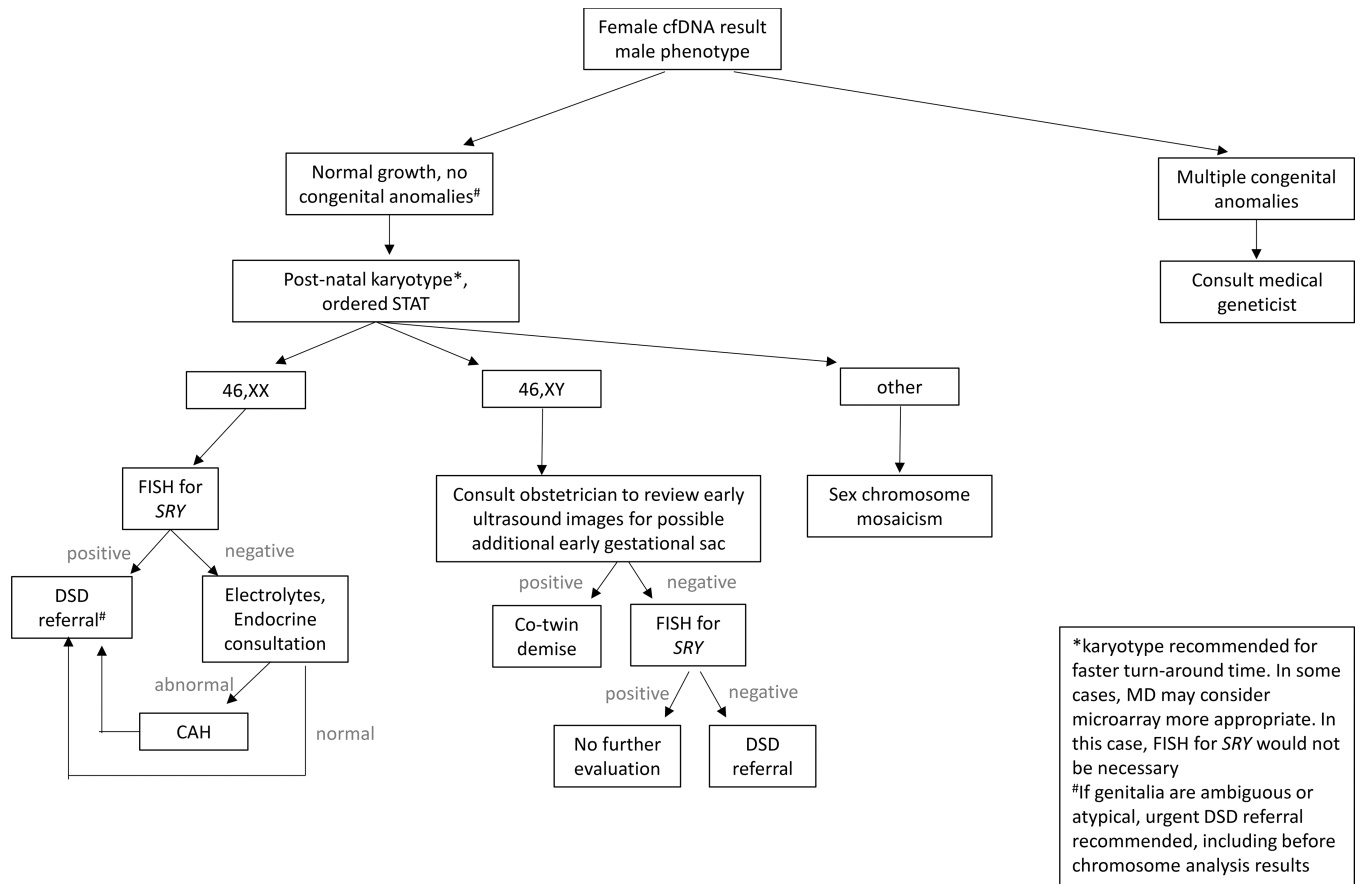 Female cfDNA result
male phenotype
Normal growth, no
congenital anomalies#
Multiple congenital
anomalies
Post-natal karyotype*,
ordered STAT
Consult medical
geneticist
46,XX
46,XY
other
FISH for
SRY
Consult obstetrician to review early
ultrasound images for possible
additional early gestational sac
Sex chromosome
mosaicism
positive
negative
DSD
referral#
Electrolytes,
Endocrine
consultation
positive
negative
Co-twin
demise
FISH for
SRY
abnormal
CAH
normal
positive
negative
No further
evaluation
DSD
referral
*karyotype recommended for
faster turn-around time. In some
cases, MD may consider
microarray more appropriate. In
this case, FISH for SRY would not
be necessary
#If genitalia are ambiguous or
atypical, urgent DSD referral
recommended, including before
chromosome analysis results